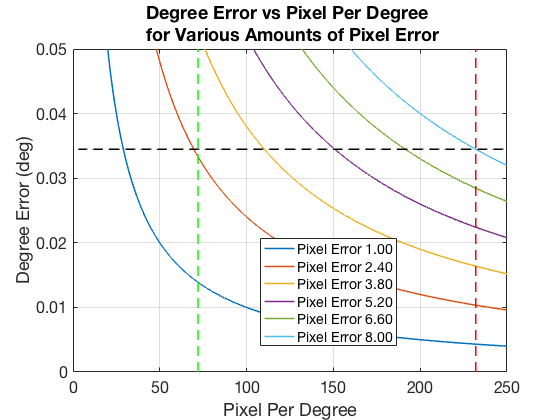 Degree Error vs Pixel Per Degree
for Various Amounts of Pixel Error
Degree Error (deg)
0.05
0.04
0.03
0.02
0.01
0
Pixel Error 1.00
Pixel Error 2.40
Pixel Error 3.80
Pixel Error 5.20
Pixel Error 6.60
Pixel Error 8.00
0 50 100 150 200 250
Pixel Per Degree